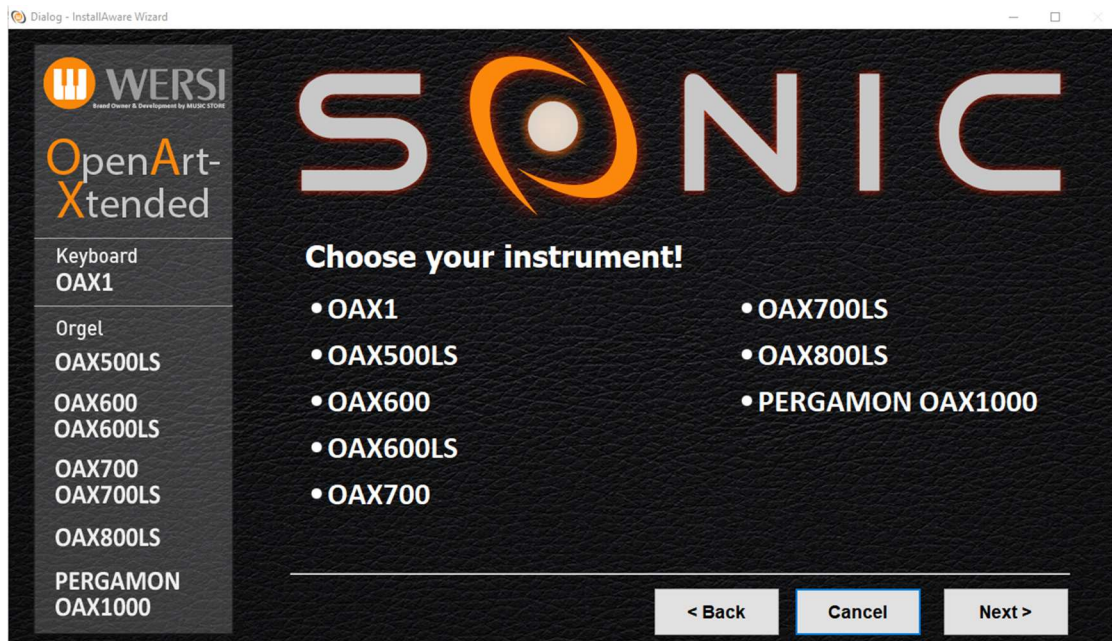 Dialog - InstallAware Wizard
WERSI
Brand Owner & Development by MUSIC STORE
OpenArt-
Xtended
Keyboard
OAX1
Orgel
OAX500LS
OAX600
OAX600LS
OAX700
OAX700LS
OAX800LS
PERGAMON
OAX1000
SONIC
Choose your instrument!
• OAX1
• OAX500LS
• OAX600
• OAX600LS
• OAX700
• OAX700LS
• OAX800LS
• PERGAMON OAX1000
< Back
Cancel
Next >